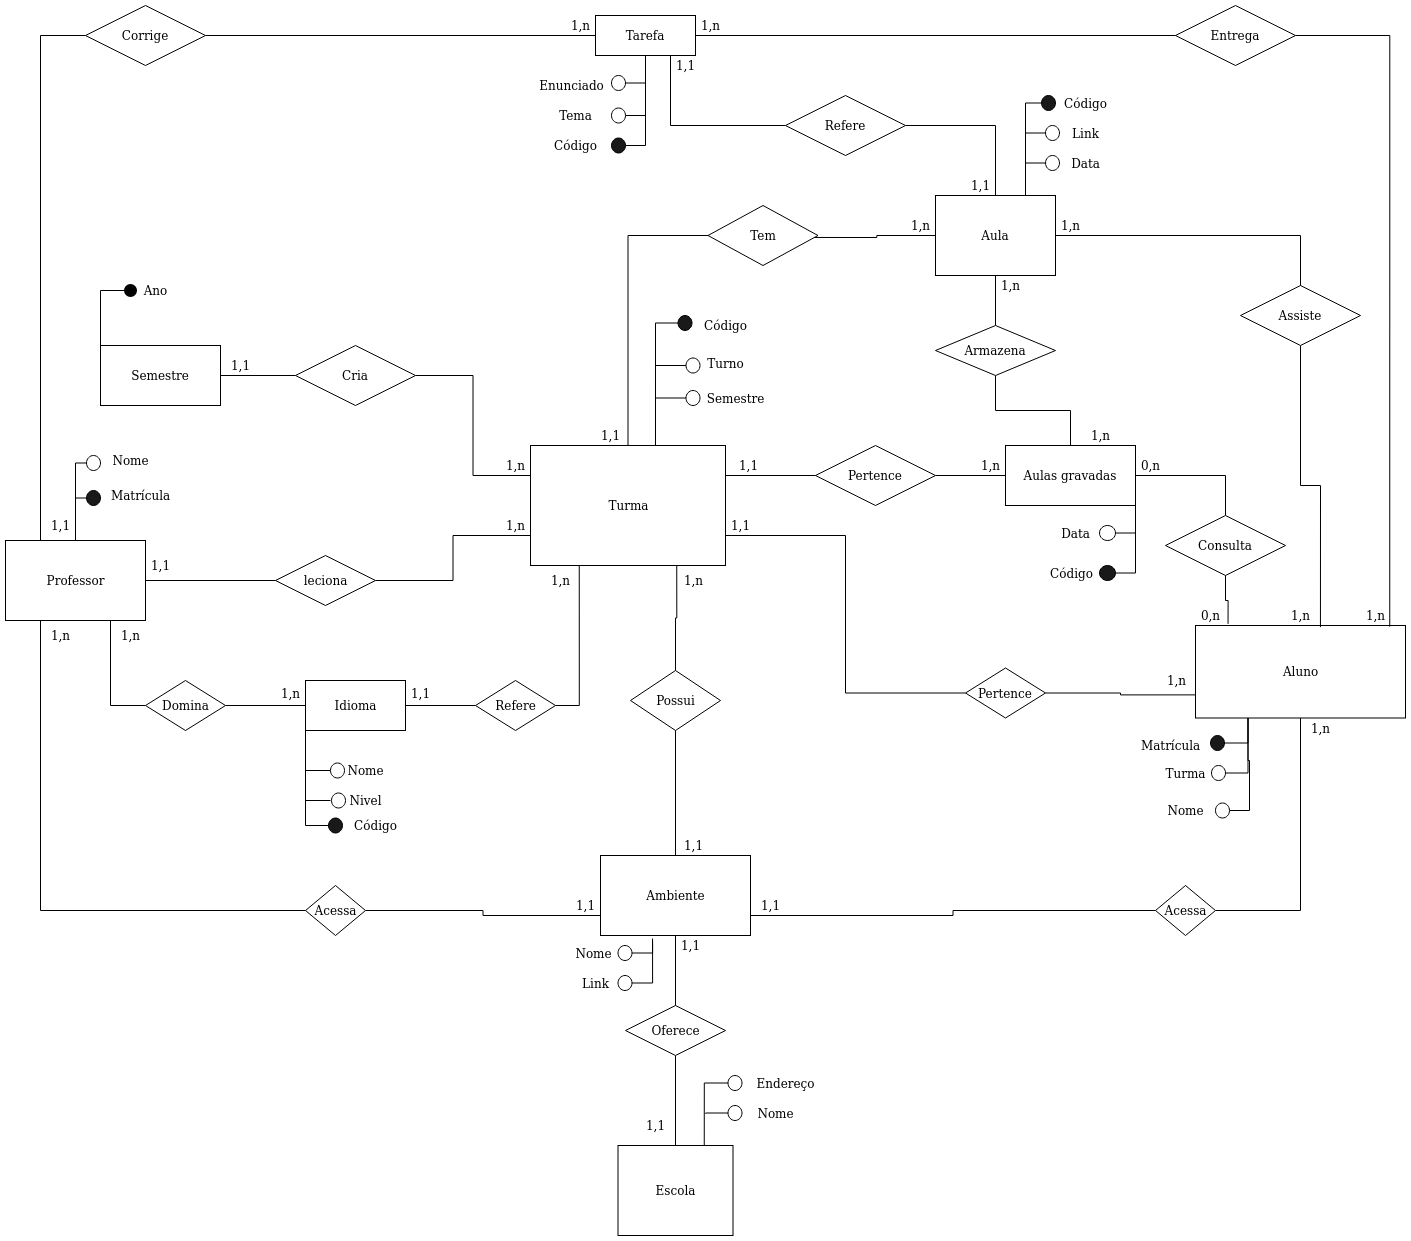 Corrige
1,n
Tarefa
1,n
Entrega
1,1
Enunciado
Tema
Código
Refere
Código
Link
Data
1,1
Tem
1,n
Aula
1,n
1,n
Assiste
Armazena
Ano
Semestre
1,1
Cria
Código
Turno
Semestre
1,1
1,n
1,n
Turma
1,1
Pertence
1,n
1,n
Aulas gravadas
0,n
1,1
Data
Código
Consulta
Nome
Matrícula
1,1
Professor
1,1
leciona
1,n
1,n
1,n
1,n
1,n
0,n
1,n
1,n
Aluno
Domina
1,n
Idioma
1,1
Refere
Possui
Pertence
1,n
1,n
Matrícula
Turma
Nome
Nome
Nivel
Código
1,1
Acessa
1,1
Ambiente
1,1
Acessa
Nome
Link
1,1
Oferece
Endereço
Nome
1,1
Escola